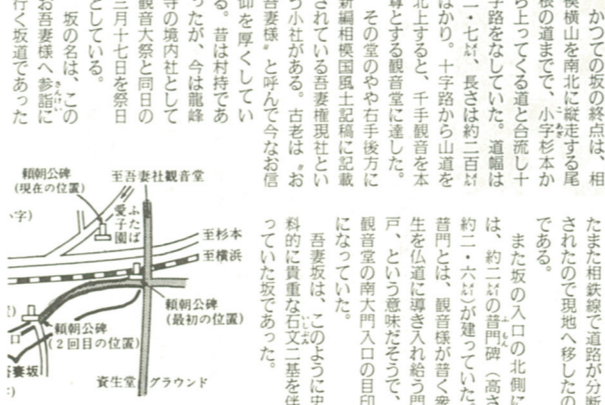 かつての坂の終点は、相
模横山を南北に縦走する尾
根の道までで、小字杉本か
ら上ってくる道と合流し十
字路をなしていた。道幅は
一・七㍍、長さは約二百㍍
ばかり。十字路から山道を
北上すると、千手観音を本
尊とする観音堂に達した。
その堂のやや右手後方に
新編相模国風土記稿に記載
されている吾妻権現社とい
う小社がある。古老は〝お
吾妻様〟と呼んで今なお信
仰を厚くしてい
る。昔は村持であ
ったが、今は龍峰
寺の境内社として
観音大祭と同日の
三月十七日を祭日
としている。
坂の名は、この
お吾妻様へ参詣に
行く坂道であった
たまた相鉄線で道路が分断
されたので現地へ移したの
である。
また坂の入口の北側に
は、約二㍍の普門碑(高さ
約二・六㍍)が建っていた。
普門とは、観音様が普く衆
生を仏道に導き入れ給う門
戸、という意味だそうで、
観音堂の南大門入口の目印
になっていた。
吾妻坂は、このように史
料的に貴重な石文二基を伴
っていた坂であった。
頼朝公碑
(現在の位置)
至吾妻社観音堂
ふたば
愛子園
至杉本
至横浜
頼朝公碑
(最初の位置)
頼朝公碑
(2回目の位置)
吾妻坂
資生堂グラウンド